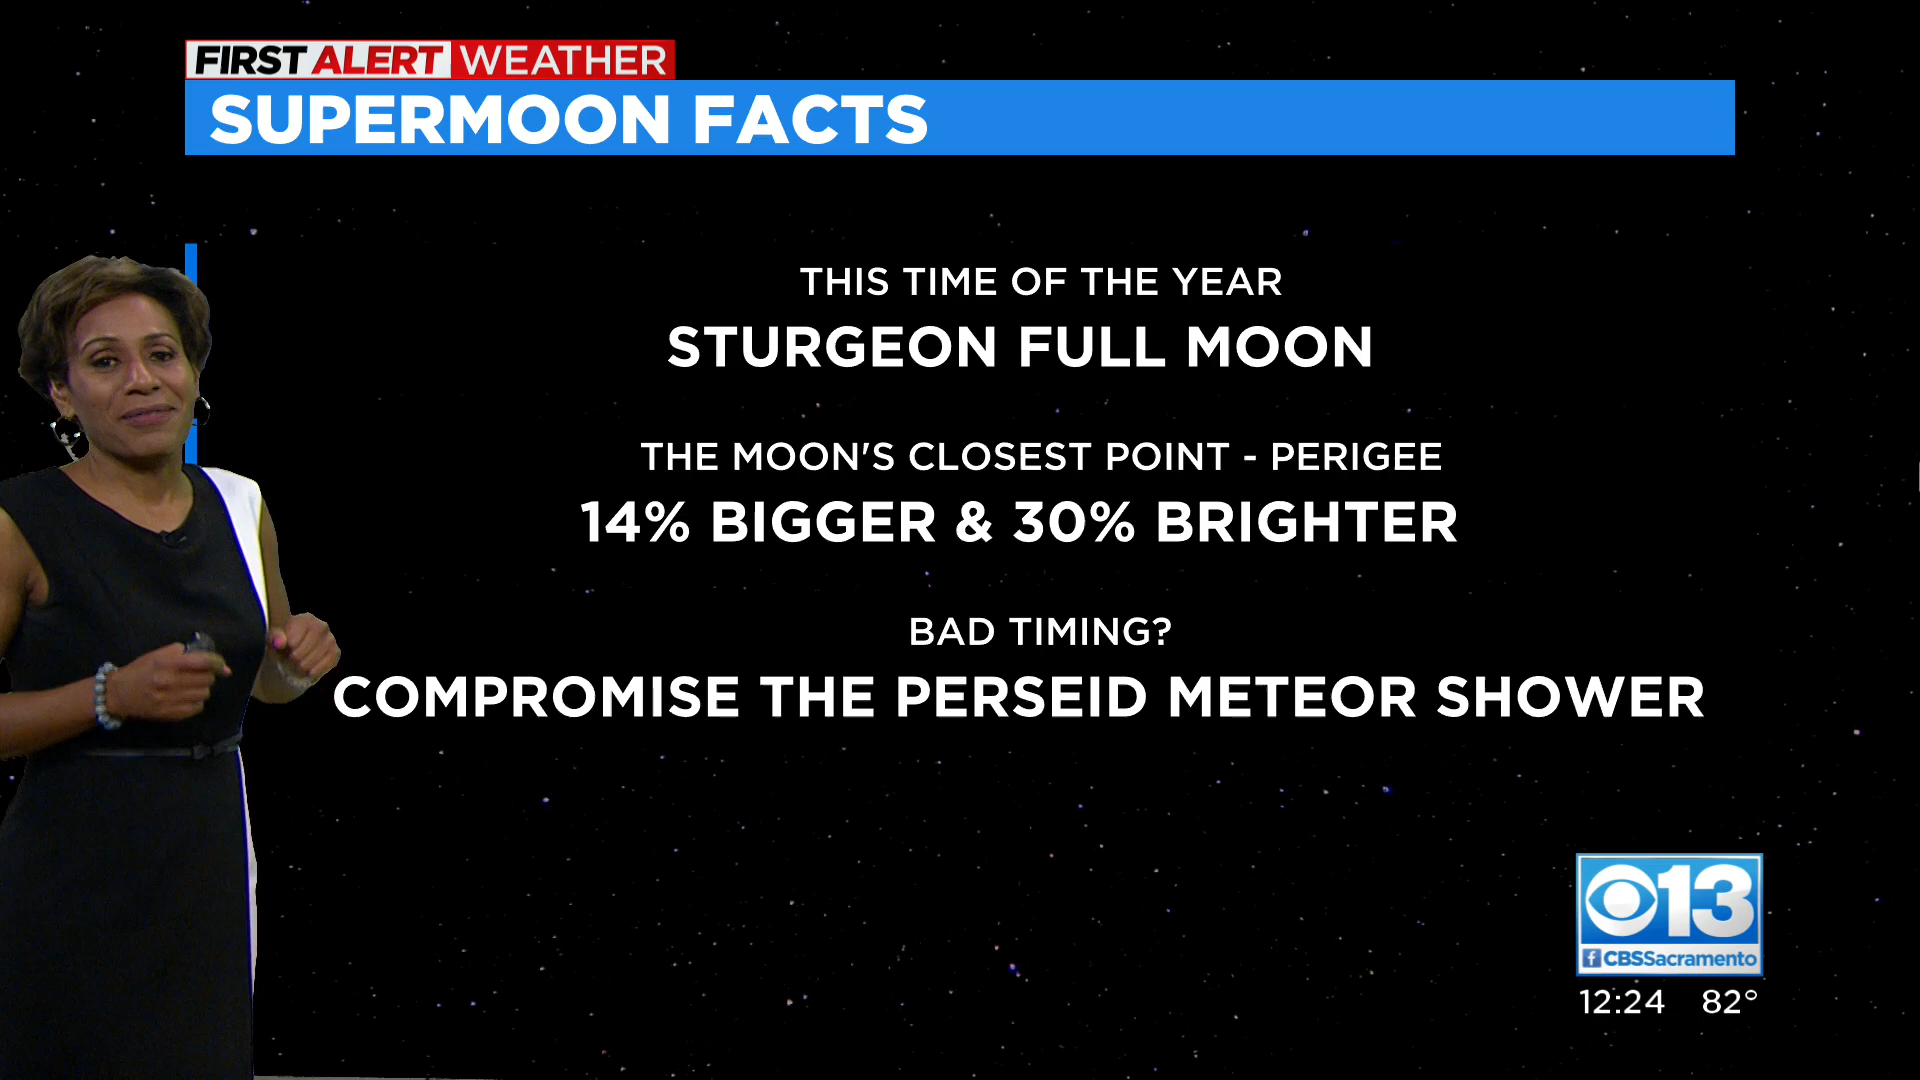 FIRST ALERT WEATHER
SUPERMOON FACTS
THIS TIME OF THE YEAR
STURGEON FULL MOON
THE MOON'S CLOSEST POINT - PERIGEE
14% BIGGER & 30% BRIGHTER
BAD TIMING?
COMPROMISE THE PERSEID METEOR SHOWER
13
f CBSSacramento
12:24 82°